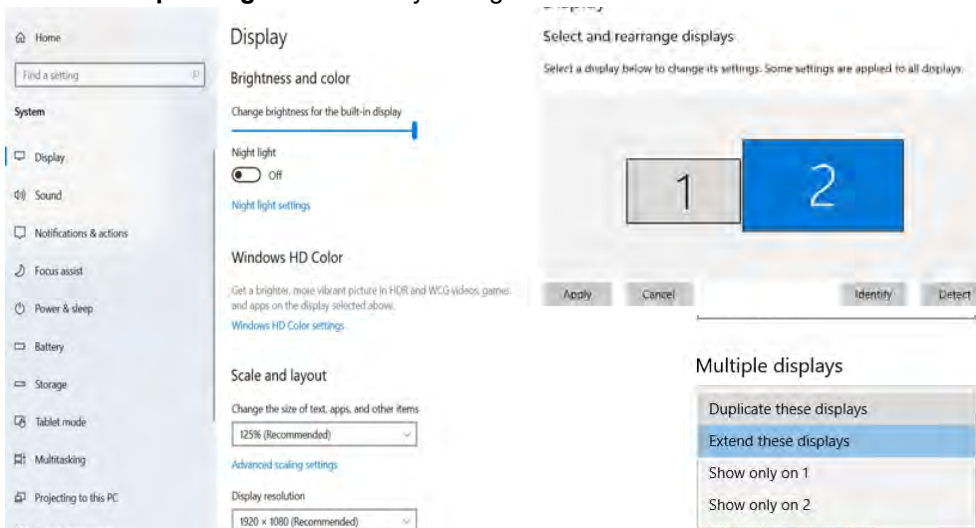 Home
Find a setting
System
Display
Sound
Notifications & actions
Focus assist
Power & sleep
Battery
Storage
Tablet mode
Multitasking
Projecting to this PC
Display
Brightness and color
Change brightness for the built-in display
Night light
Off
Night light settings
Windows HD Color
Get a brighter, more vibrant picture in HDR and WCG videos, games
and apps on the display selected above.
Windows HD Color settings
Scale and layout
Change the size of text, apps, and other items
125% (Recommended)
Advanced scaling settings
Display resolution
1920 × 1080 (Recommended)
Select and rearrange displays
Select a display below to change its settings. Some settings are applied to all displays.
1
2
Apply
Cancel
Identify
Detect
Multiple displays
Duplicate these displays
Extend these displays
Show only on 1
Show only on 2